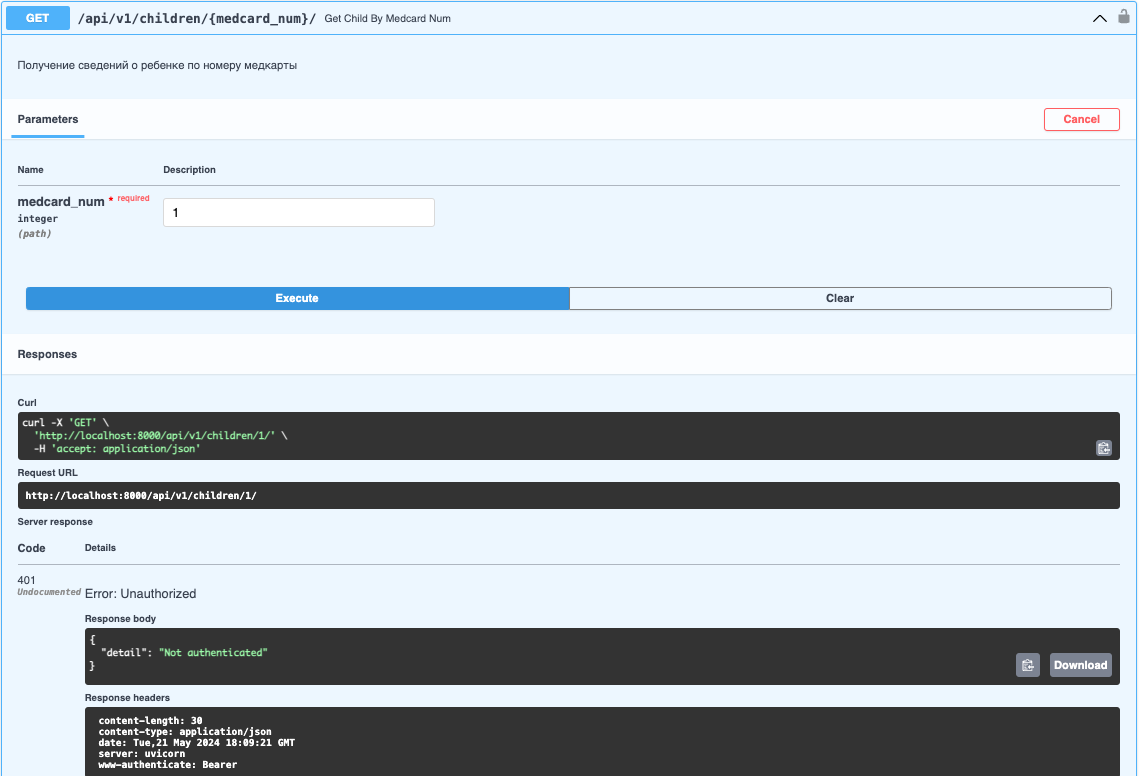 GET /api/v1/children/{medcard_num}/ Get Child By Medcard Num
Получение сведений о ребенке по номеру медкарты
Parameters
Cancel
Name Description
medcard_num * required
integer
(path)
1
Execute Clear
Responses
Curl
curl -X 'GET' \
'http://localhost:8000/api/v1/children/1/' \
-H 'accept: application/json'
Request URL
http://localhost:8000/api/v1/children/1/
Server response
Code Details
401
Undocumented
Error: Unauthorized
Response body
{
"detail": "Not authenticated"
}
Download
Response headers
content-length: 30
content-type: application/json
date: Tue,21 May 2024 18:09:21 GMT
server: uvicorn
www-authenticate: Bearer